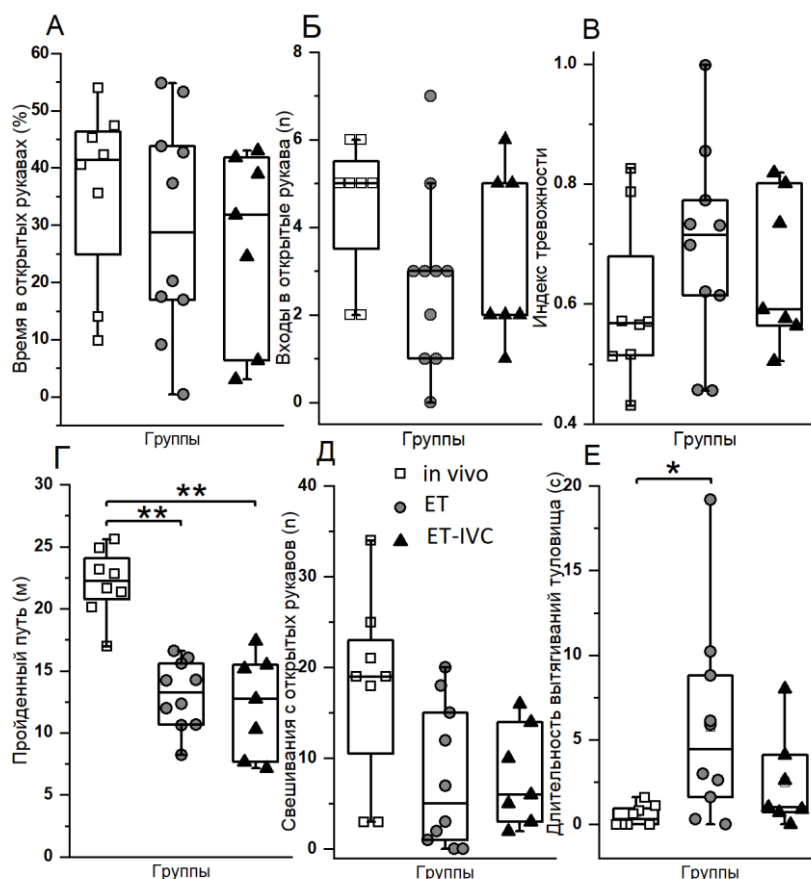 А
Время в открытых рукавах (%)
60
50
40
30
20
10
0
Группы
Б
Входы в открытые рукава (n)
8
6
4
2
0
Группы
В
Индекс тревожности
1.0
0.8
0.6
0.4
Группы
Г
Пройденный путь (м)
30
25
20
15
10
5
0
**
**
Группы
Д
Свешивания с открытых рукавов (n)
40
30
20
10
0
in vivo
ET
ET-IVC
Группы
Е
Длительность вытягиваний туловища (с)
20
15
10
5
0
*
Группы